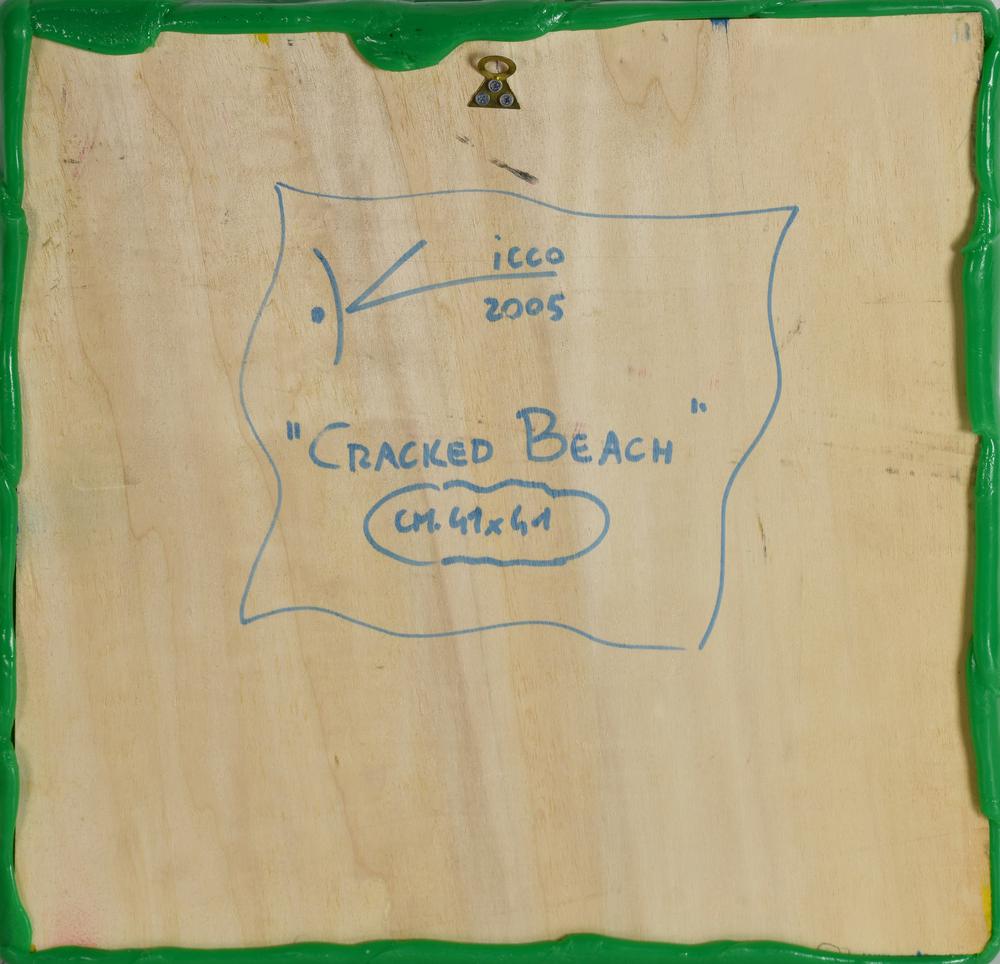 icco
2005
"CRACKED BEACH"
CM. 41x41